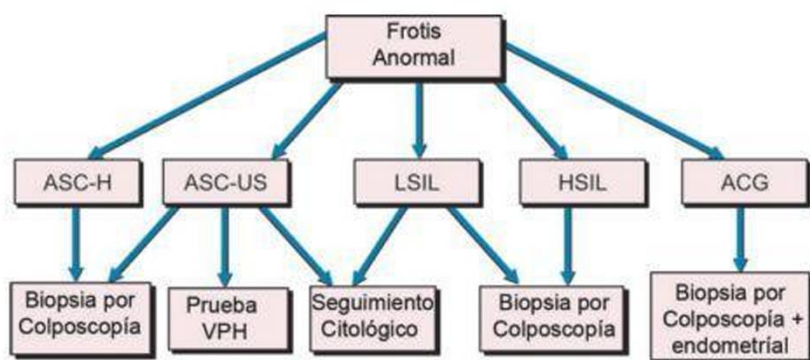 Frotis
Anormal
ASC-H
ASC-US
LSIL
HSIL
ACG
Biopsia por
Colposcopía
Prueba
VPH
Seguimiento
Citológico
Biopsia por
Colposcopía
Biopsia por
Colposcopía +
endometríal